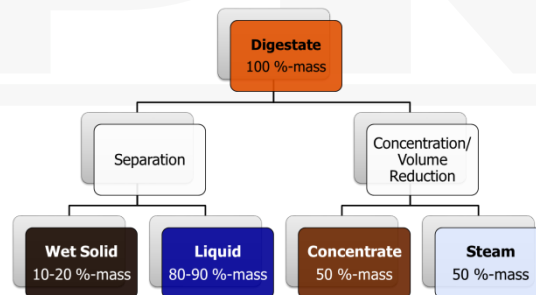 Digestate
100 %-mass
Separation
Concentration/
Volume
Reduction
Wet Solid
10-20 %-mass
Liquid
80-90 %-mass
Concentrate
50 %-mass
Steam
50 %-mass